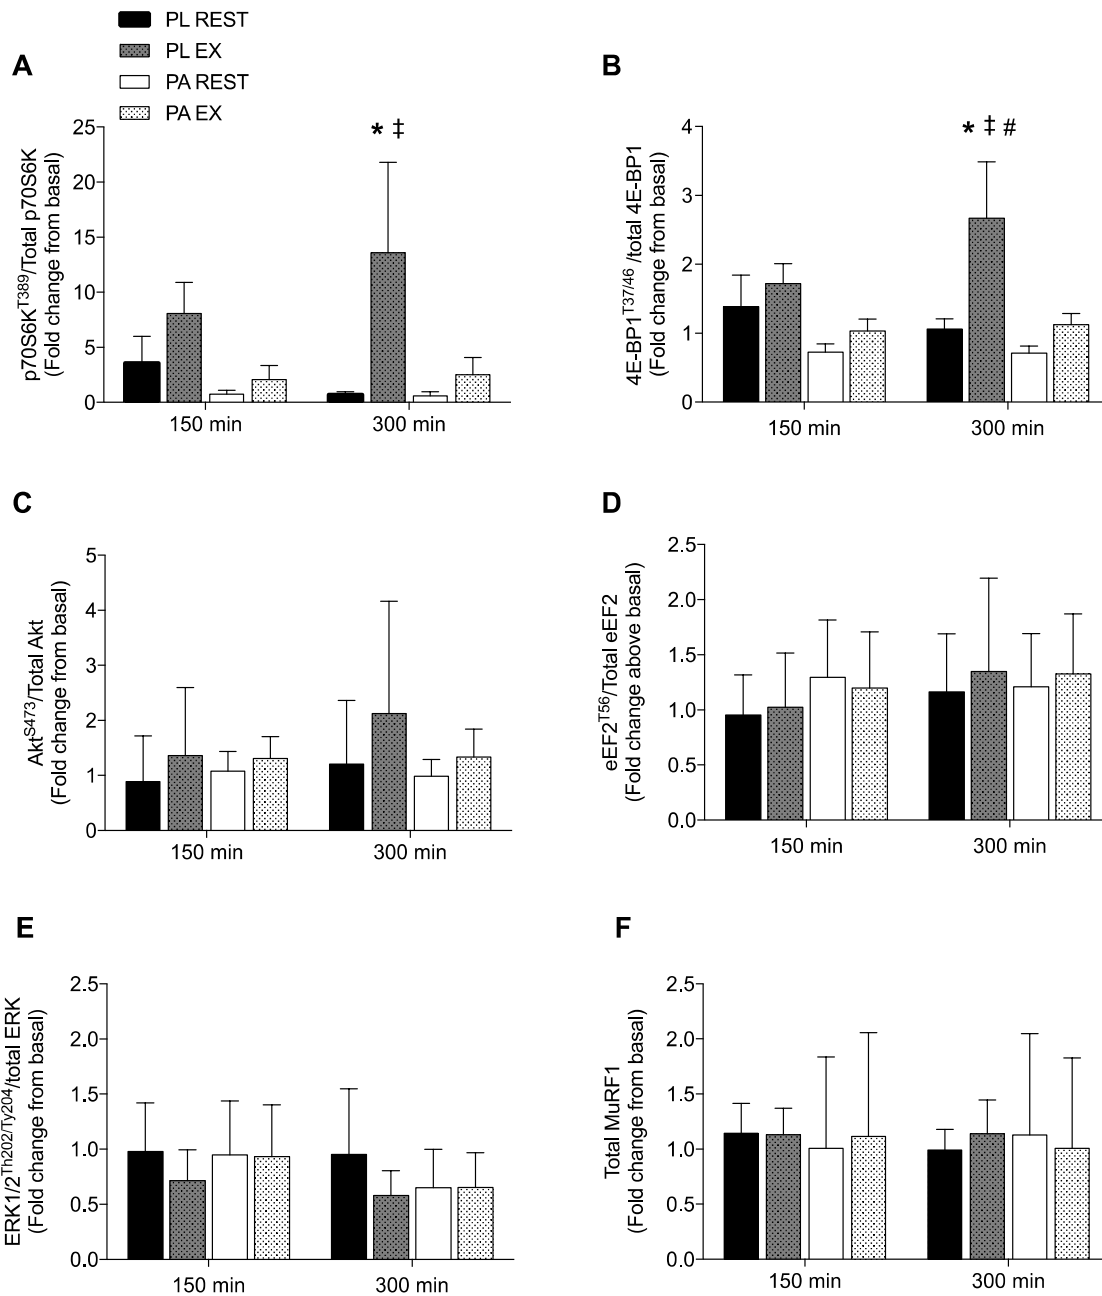 PL REST
PL EX
PA REST
PA EX
A
p70S6K^T389/Total p70S6K
(Fold change from basal)
25
20
15
10
5
0
* ‡
150 min
300 min
B
4E-BP1^T37/46 /total 4E-BP1
(Fold change from basal)
4
3
2
1
0
* ‡ #
150 min
300 min
C
Akt^S473/Total Akt
(Fold change from basal)
5
4
3
2
1
0
150 min
300 min
D
eEF2^T56/Total eEF2
(Fold change above basal)
2.5
2.0
1.5
1.0
0.5
0.0
150 min
300 min
E
ERK1/2^Th202/Ty204/total ERK
(Fold change from basal)
2.5
2.0
1.5
1.0
0.5
0.0
150 min
300 min
F
Total MuRF1
(Fold change from basal)
2.5
2.0
1.5
1.0
0.5
0.0
150 min
300 min